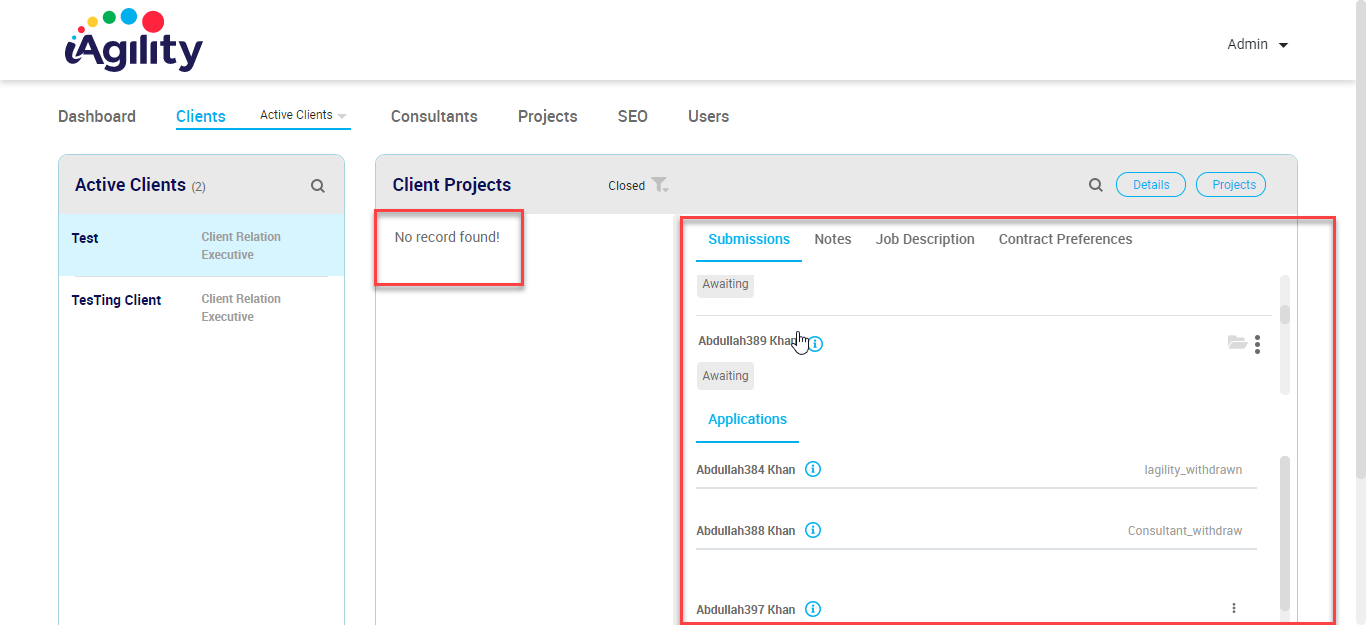 iAgility
Admin
Dashboard
Clients
Active Clients
Consultants
Projects
SEO
Users
Active Clients (2)
Test
Client Relation
Executive
TesTing Client
Client Relation
Executive
Client Projects
Closed
Details
Projects
No record found!
Submissions
Notes
Job Description
Contract Preferences
Awaiting
Abdullah389 Khan
Awaiting
Applications
Abdullah384 Khan
Iagility_withdrawn
Abdullah388 Khan
Consultant_withdraw
Abdullah397 Khan